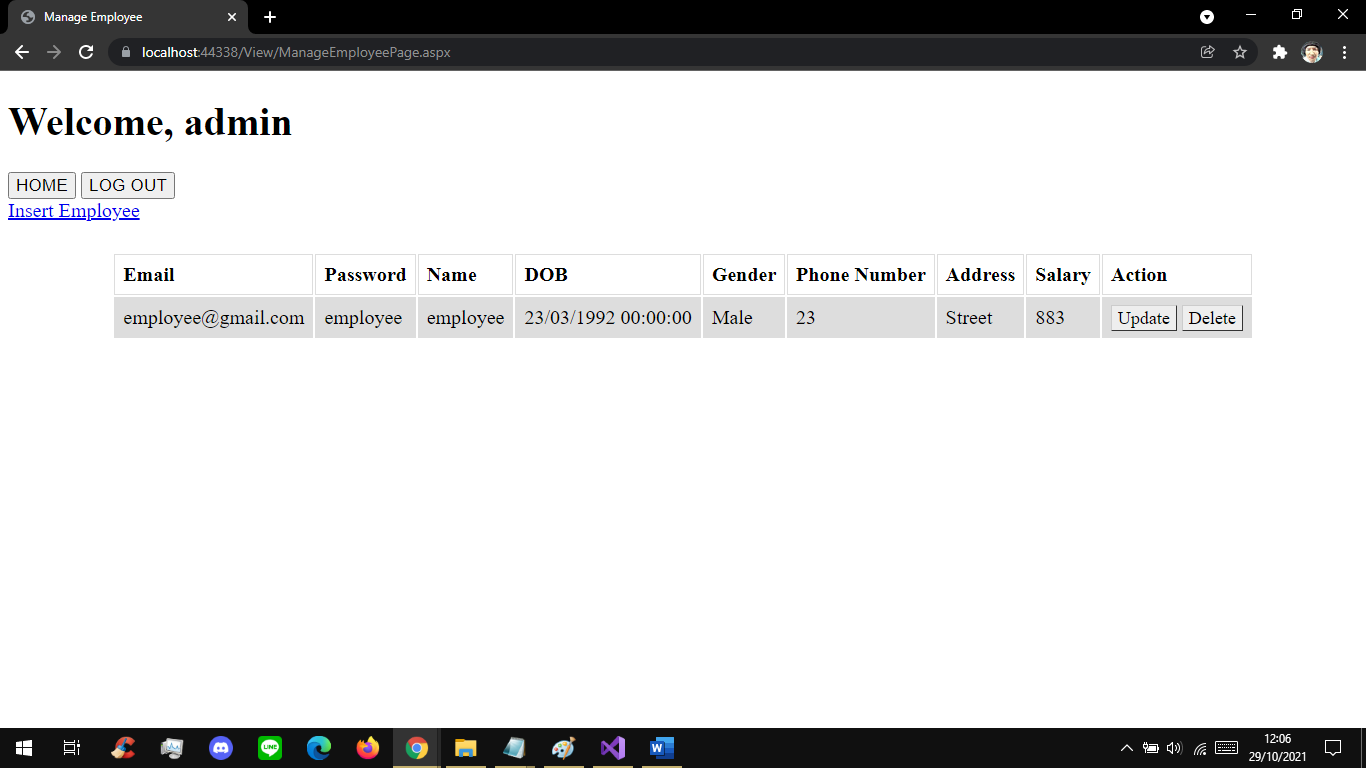 Manage Employee
localhost:44338/View/ManageEmployeePage.aspx
Welcome, admin
HOME LOG OUT
Insert Employee
Email Password Name DOB Gender Phone Number Address Salary Action
employee@gmail.com employee employee 23/03/1992 00:00:00 Male 23 Street 883 Update Delete
12:06
29/10/2021